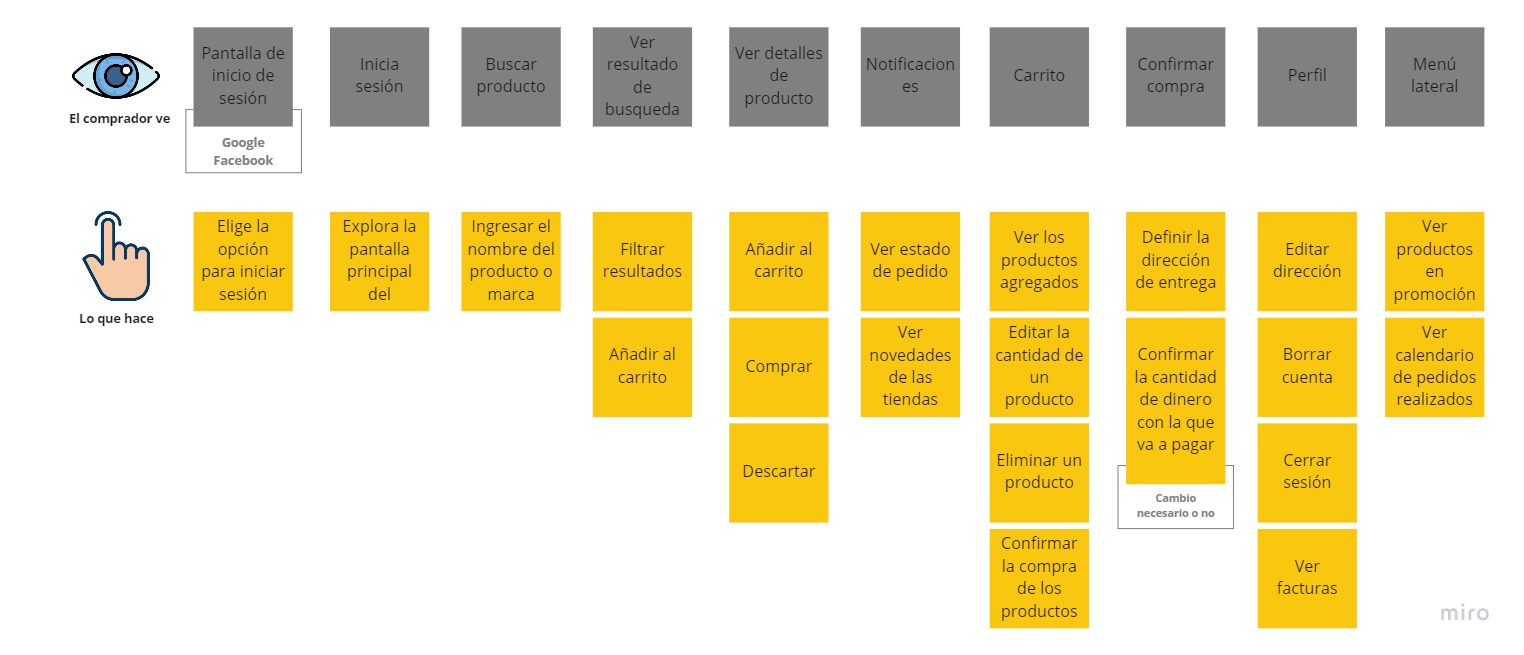 Pantalla de
inicio de
sesión
Inicia
sesión
Buscar
producto
Ver
resultado
de
busqueda
Ver detalles
de
producto
Notificacion
es
Carrito
Confirmar
compra
Perfil
Menú
lateral
El comprador ve
Google
Facebook
Elige la
opción
para iniciar
sesión
Explora la
pantalla
principal
del
Ingresar el
nombre del
producto o
marca
Filtrar
resultados
Añadir al
carrito
Ver estado
de pedido
Ver los
productos
agregados
Definir la
dirección
de entrega
Editar
dirección
Ver
productos
en
promoción
Lo que hace
Añadir al
carrito
Comprar
Ver
novedades
de las
tiendas
Editar la
cantidad de
un
producto
Confirmar
la cantidad
de dinero
con la que
va a pagar
Borrar
cuenta
Ver
calendario
de pedidos
realizados
Descartar
Eliminar un
producto
Cambio
necesario o no
Cerrar
sesión
Confirmar
la compra
de los
productos
Ver
facturas
miro